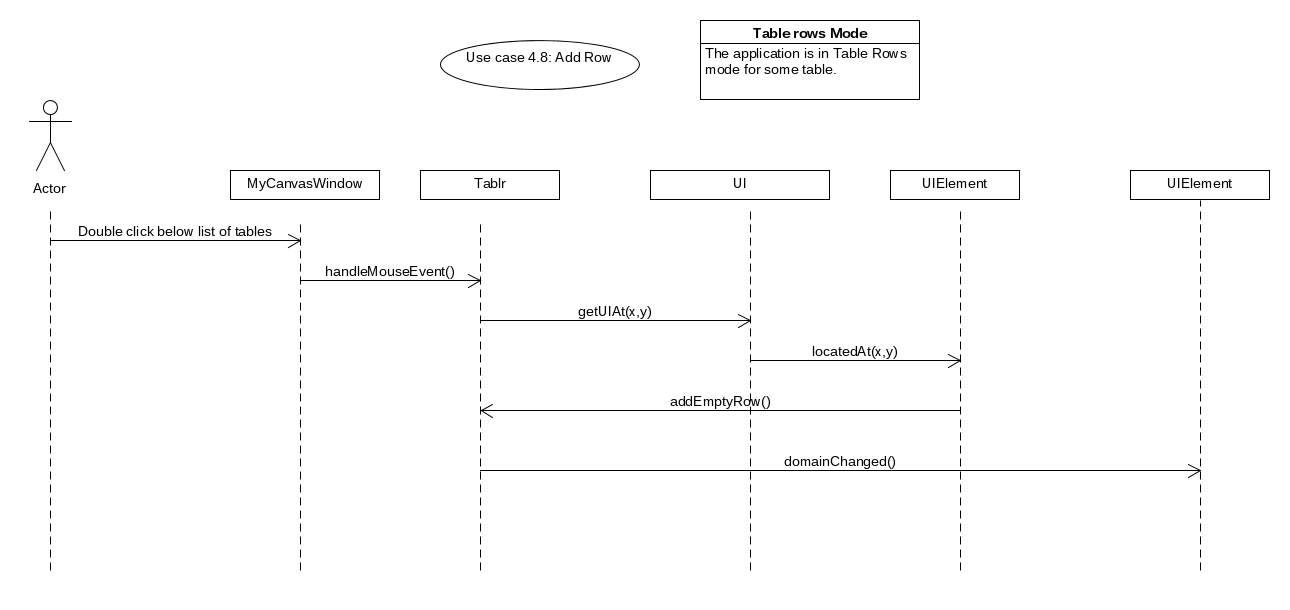 Table rows Mode
Use case 4.8: Add Row
The application is in Table Rows
mode for some table.
Actor
MyCanvasWindow
Tablr
UI
UIElement
UIElement
Double click below list of tables
handleMouseEvent()
getUIAt(x,y)
locatedAt(x,y)
addEmptyRow()
domainChanged()